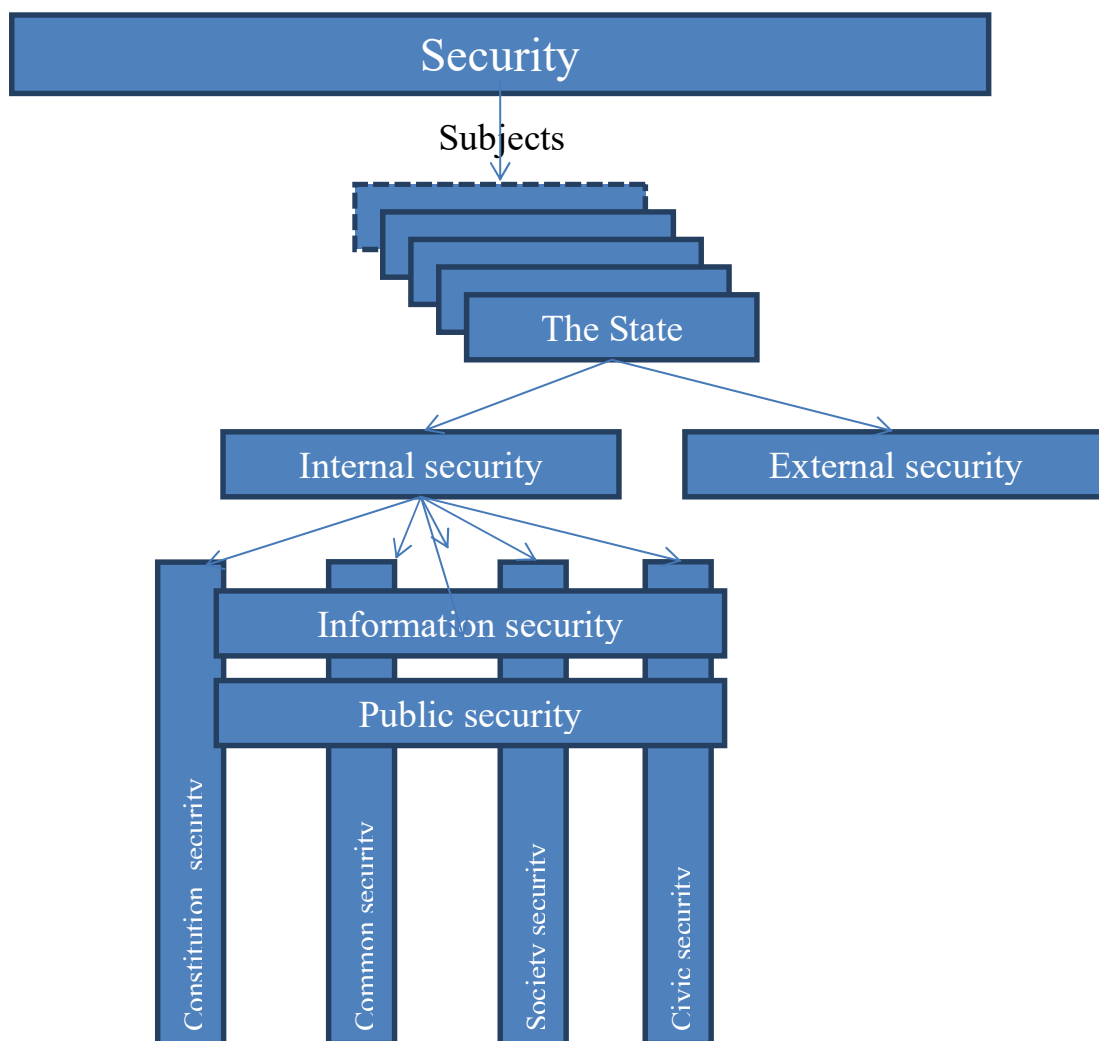 Security
Subjects
The State
Internal security
External security
Information security
Public security
Constitution security
Common security
Society security
Civic security